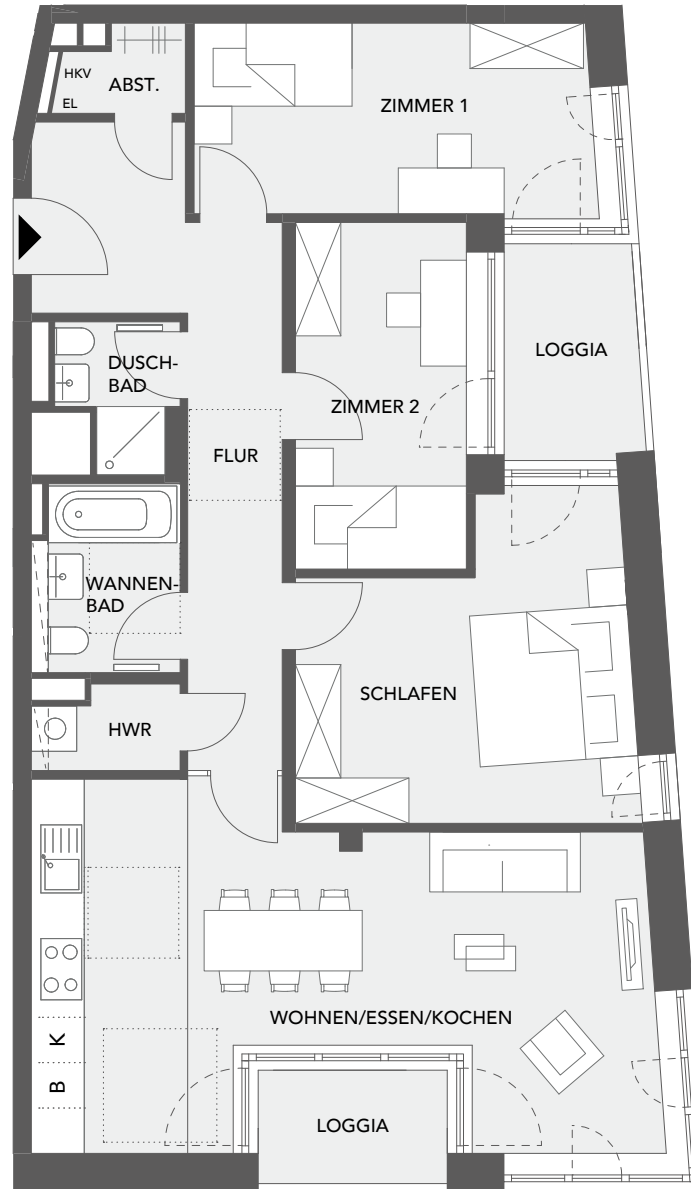 HKV
EL
ABST.
ZIMMER 1
LOGGIA
DUSCH-
BAD
ZIMMER 2
FLUR
WANNEN-
BAD
SCHLAFEN
HWR
WOHNEN/ESSEN/KOCHEN
K
B
LOGGIA